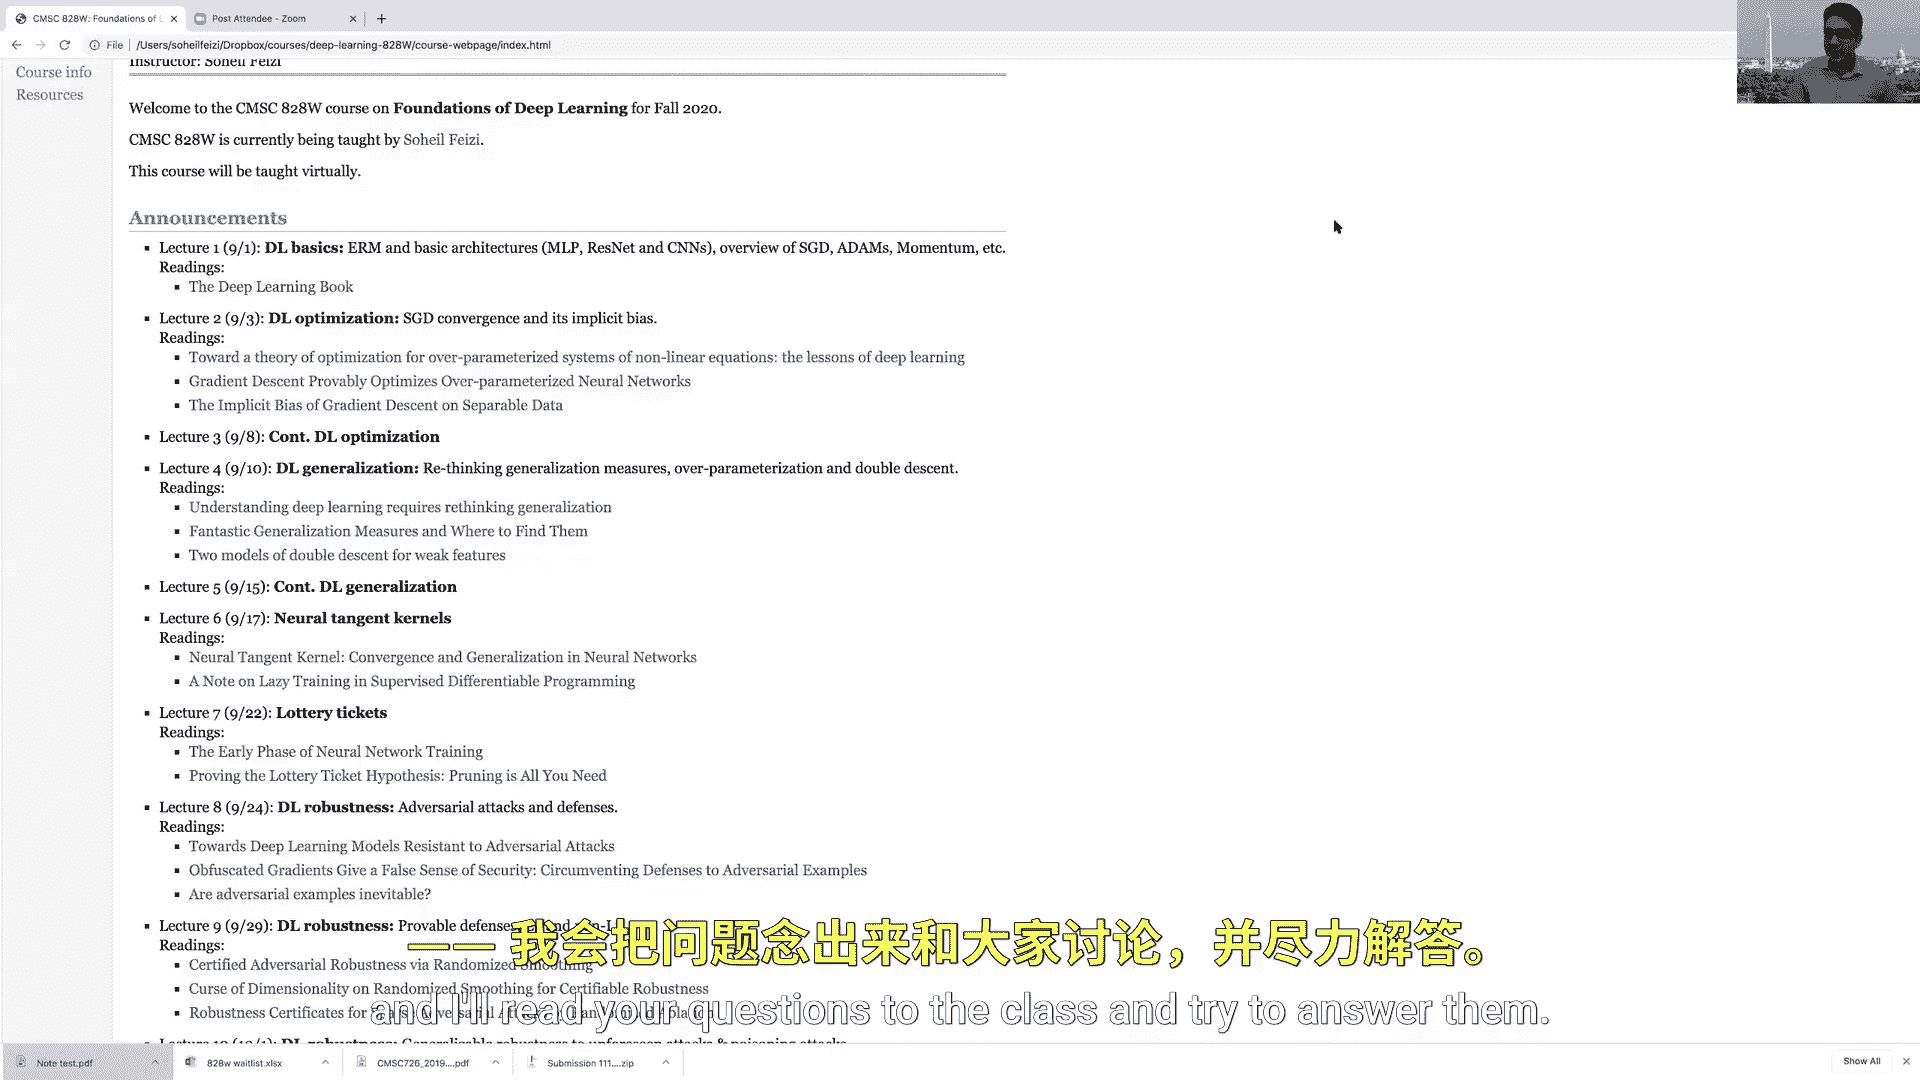 CMSC 828W: Foundations of L
Post Attendee - Zoom
File /Users/soheilfeizi/Dropbox/courses/deep-learning-828W/course-webpage/index.html
Course info
Resources
Instructor: Soheil Feizi
Welcome to the CMSC 828W course on Foundations of Deep Learning for Fall 2020.
CMSC 828W is currently being taught by Soheil Feizi.
This course will be taught virtually.
Announcements
Lecture 1 (9/1): DL basics: ERM and basic architectures (MLP, ResNet and CNNs), overview of SGD, ADAMs, Momentum, etc.
Readings:
The Deep Learning Book
Lecture 2 (9/3): DL optimization: SGD convergence and its implicit bias.
Readings:
Toward a theory of optimization for over-parameterized systems of non-linear equations: the lessons of deep learning
Gradient Descent Provably Optimizes Over-parameterized Neural Networks
The Implicit Bias of Gradient Descent on Separable Data
Lecture 3 (9/8): Cont. DL optimization
Lecture 4 (9/10): DL generalization: Re-thinking generalization measures, over-parameterization and double descent.
Readings:
Understanding deep learning requires rethinking generalization
Fantastic Generalization Measures and Where to Find Them
Two models of double descent for weak features
Lecture 5 (9/15): Cont. DL generalization
Lecture 6 (9/17): Neural tangent kernels
Readings:
Neural Tangent Kernel: Convergence and Generalization in Neural Networks
A Note on Lazy Training in Supervised Differentiable Programming
Lecture 7 (9/22): Lottery tickets
Readings:
The Early Phase of Neural Network Training
Proving the Lottery Ticket Hypothesis: Pruning is All You Need
Lecture 8 (9/24): DL robustness: Adversarial attacks and defenses.
Readings:
Towards Deep Learning Models Resistant to Adversarial Attacks
Obfuscated Gradients Give a False Sense of Security: Circumventing Defenses to Adversarial Examples
Are adversarial examples inevitable?
Lecture 9 (9/29): DL robustness: Provable defenses
Readings:
Certified Adversarial Robustness via Randomized Smoothing
Curse of Dimensionality on Randomized Smoothing for Certifiable Robustness
Robustness Certificates for
—— 我会把问题念出来和大家讨论，并尽力解答。
and I'll read your questions to the class and try to answer them.
Lecture 10 (10/1): DL robustness: Generalizable robustness to unforeseen attacks & poisoning attacks
Note test.pdf
828w waitlist.xlsx
CMSC726_2019....pdf
Submission 111....zip
Show All